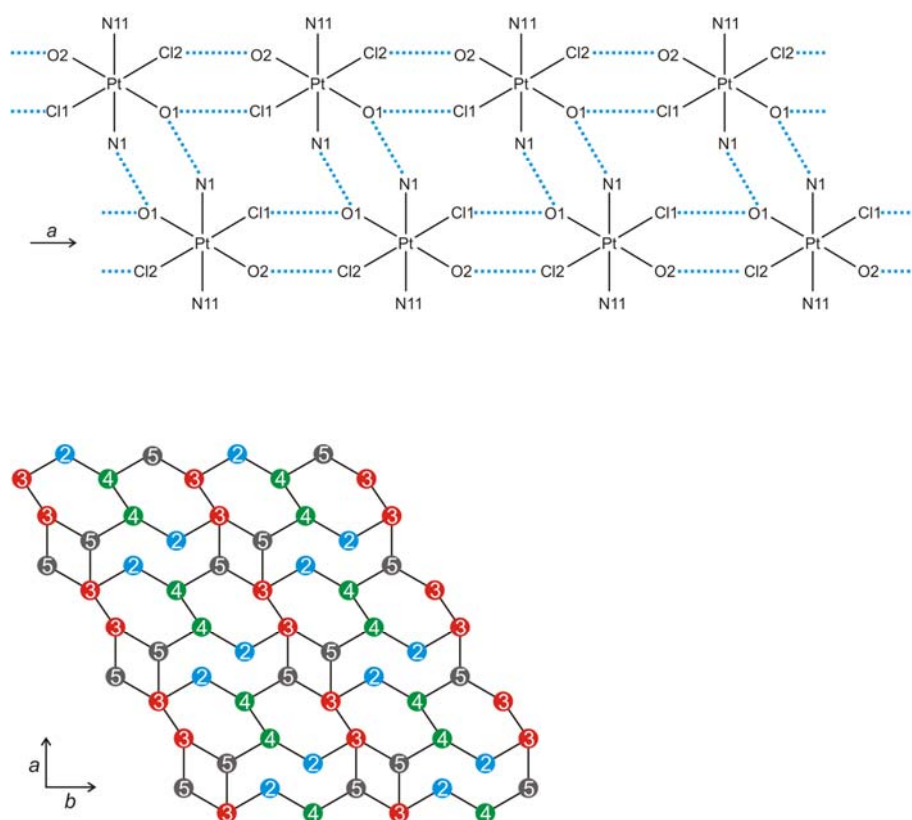 N11 N11 N11 N11
O2 Cl2 O2 Cl2 O2 Cl2 O2 Cl2
Pt Pt Pt Pt
Cl1 O1 Cl1 O1 Cl1 O1 Cl1 O1
N1 N1 N1 N1
N1 N1 N1 N1
O1 Cl1 O1 Cl1 O1 Cl1 O1 Cl1
a Pt Pt Pt Pt
Cl2 O2 Cl2 O2 Cl2 O2 Cl2 O2
N11 N11 N11 N11
2 5 2 5
3 4 3 4 3
3 4 3 4 3
5 2 5 2
5 2 5 2 5
3 4 3 4 3
3 4 3 4 3
5 2 5 2
5 2 5 2 5
3 4 3 4 3
3 4 3 4 3
a 5 2 5 2
5 2 5 2 5
b
3 4 3 4